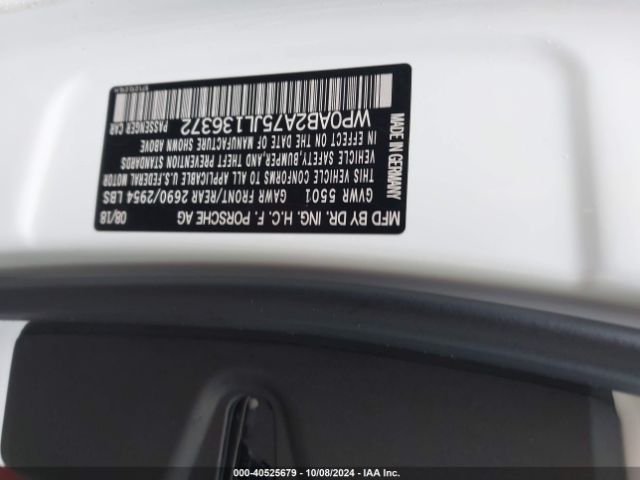 MFD BY DR. ING. H.C. F. PORSCHE AG
08/18
GVWR 5501
GAWR FRONT/REAR 2690/2954 LBS
THIS VEHICLE CONFORMS TO ALL APPLICABLE U.S.FEDERAL MOTOR
VEHICLE SAFETY,BUMPER,AND THEFT PREVENTION STANDARDS
IN EFFECT ON THE DATE OF MANUFACTURE SHOWN ABOVE
WP0AB2A75JL136372
PASSENGER CAR
MADE IN GERMANY
000-40525679 - 10/08/2024 - IAA Inc.